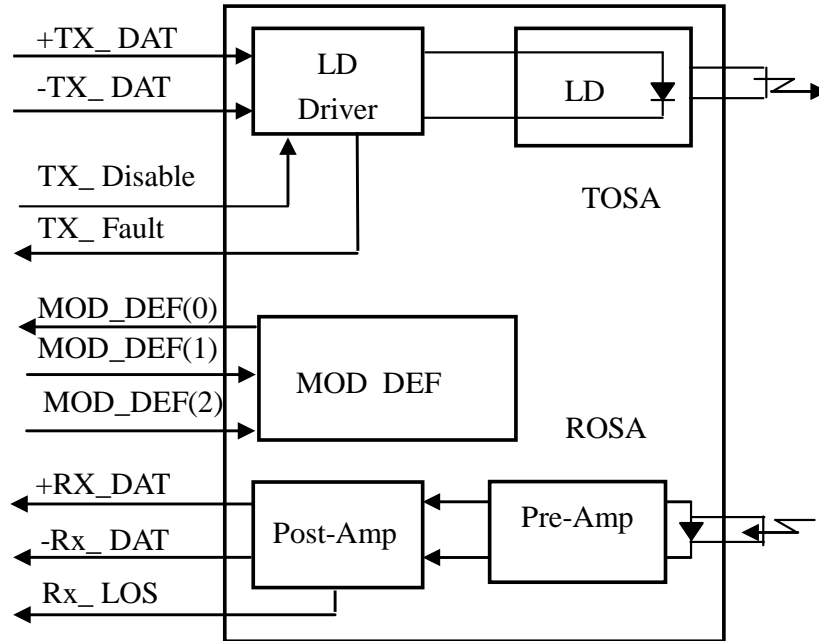 +TX_ DAT
-TX_ DAT
LD
Driver
LD
TX_ Disable
TX_ Fault
TOSA
MOD_DEF(0)
MOD_DEF(1)
MOD_DEF(2)
MOD DEF
ROSA
+RX_DAT
-Rx_ DAT
Rx_ LOS
Post-Amp
Pre-Amp